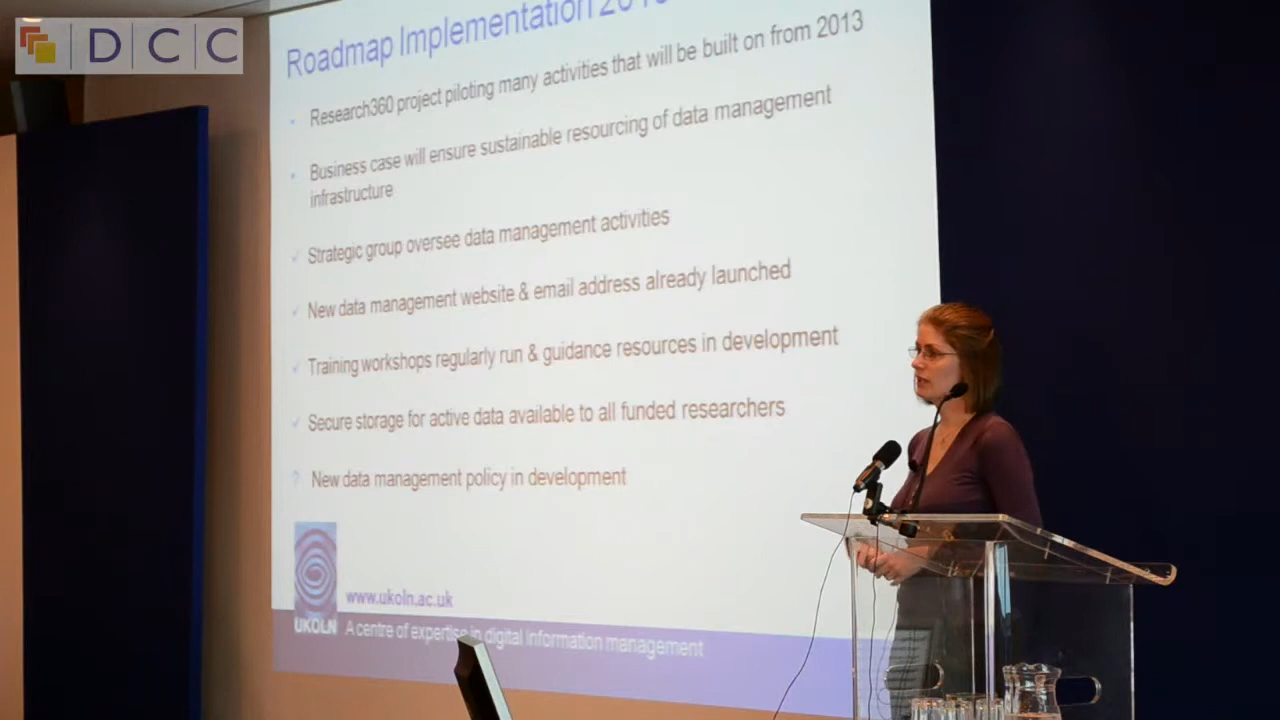 DCC
Roadmap Implementation
Research360 project piloting many activities that will be built on from 2013
Business case will ensure sustainable resourcing of data management
infrastructure
Strategic group oversee data management activities
New data management website & email address already launched
Training workshops regularly run & guidance resources in development
Secure storage for active data available to all funded researchers
New data management policy in development
www.ukoln.ac.uk
UKOLN A centre of expertise in digital information management